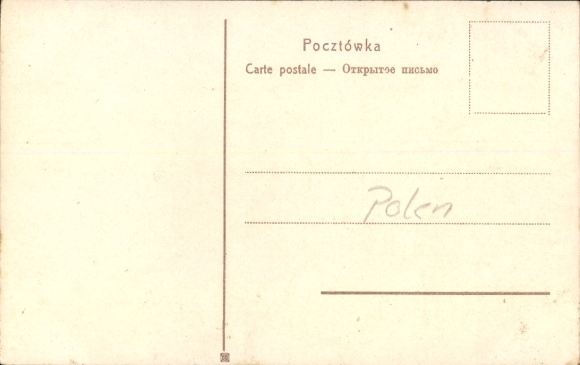 Pocztówka
Carte postale — Открытое письмо
Polen